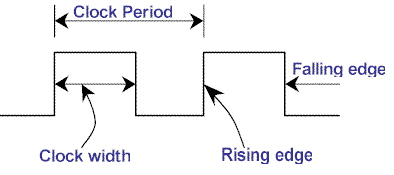 Clock Period
Falling edge
Clock width
Rising edge